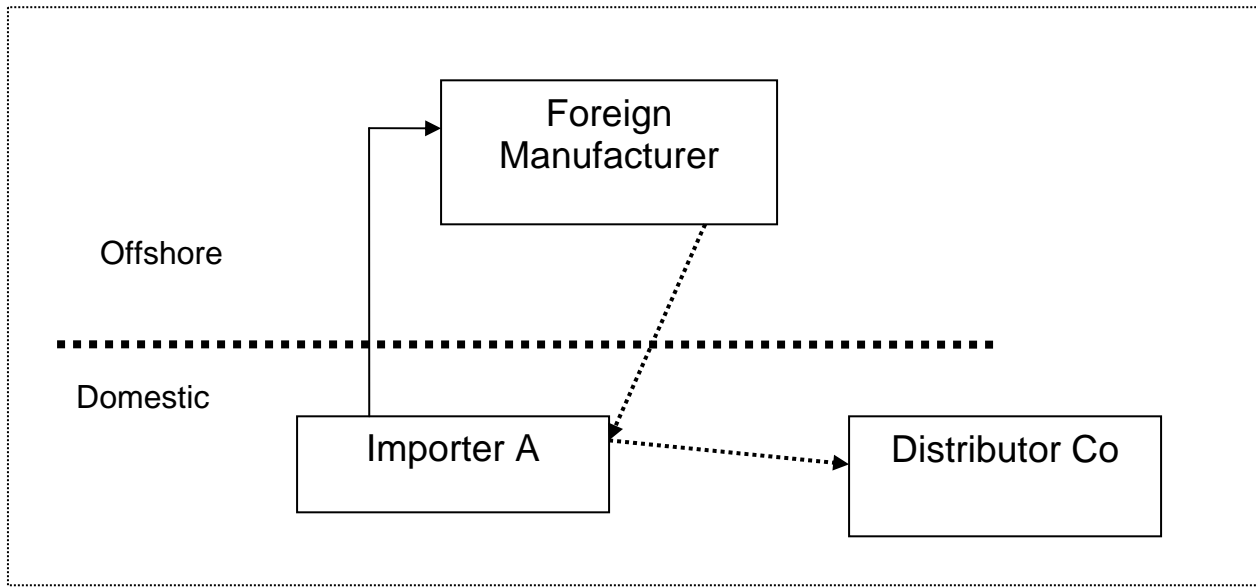 Foreign
Manufacturer
Offshore
Domestic
Importer A
Distributor Co